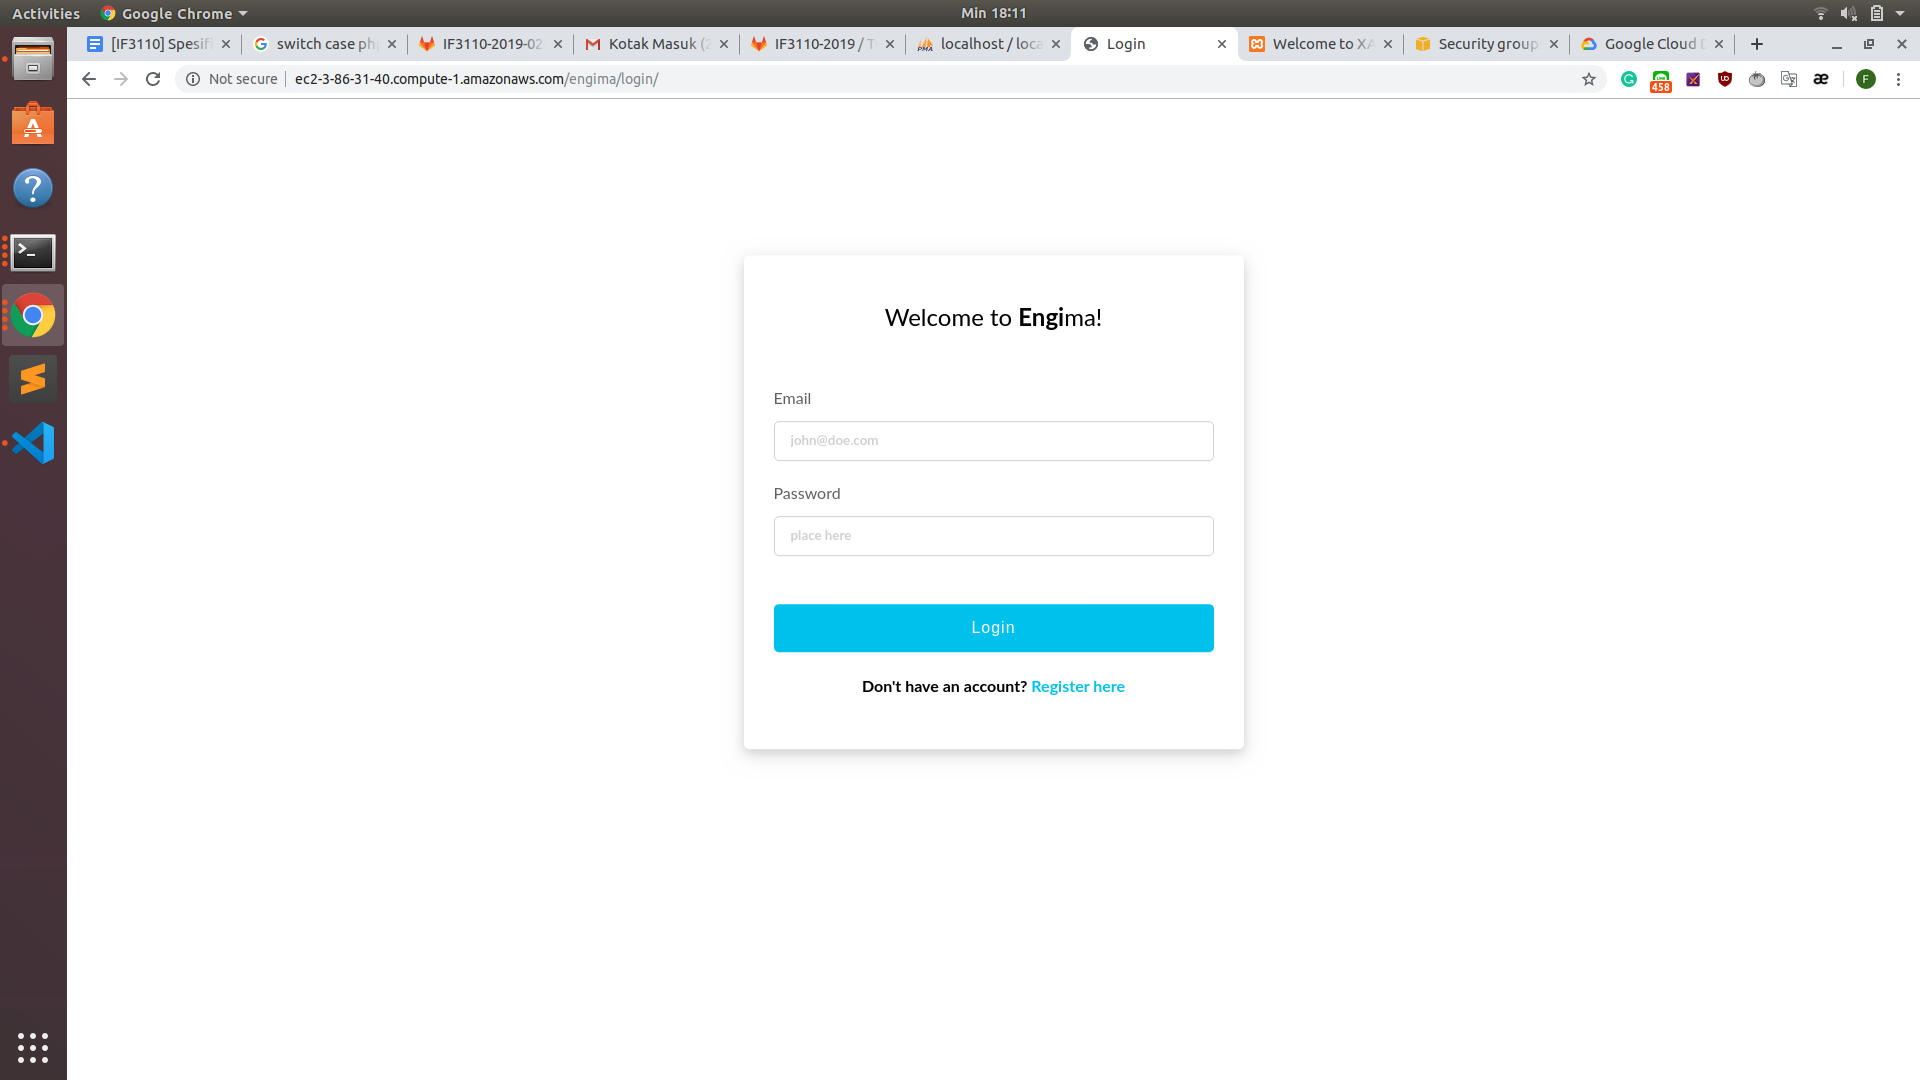 Activities Google Chrome Min 18:11
[IF3110] Spesifi switch case ph IF3110-2019-02 Kotak Masuk (2 IF3110-2019 / T localhost / loca Login Welcome to XA Security group Google Cloud
Not secure ec2-3-86-31-40.compute-1.amazonaws.com/engima/login/ 458 F
Welcome to Engima!
Email
john@doe.com
Password
place here
Login
Don't have an account? Register here